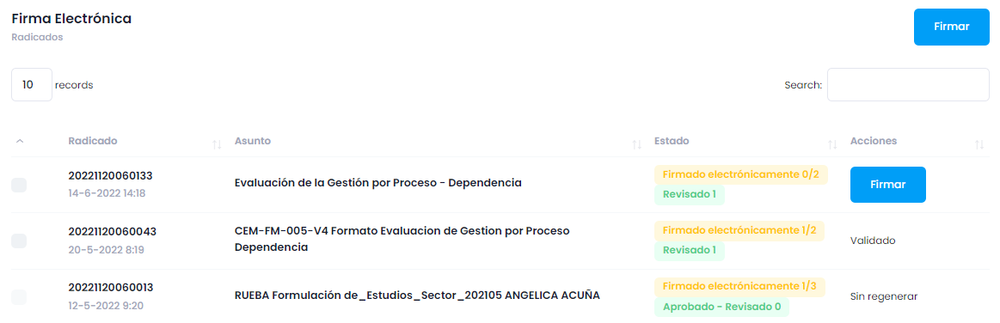 Firma Electrónica
Radicados
Firmar
10 records
Search:
Radicado Asunto Estado Acciones
20221120060133
14-6-2022 14:18
Evaluación de la Gestión por Proceso - Dependencia
Firmado electrónicamente 0/2
Revisado 1
Firmar
20221120060043
20-5-2022 8:19
CEM-FM-005-V4 Formato Evaluacion de Gestion por Proceso
Dependencia
Firmado electrónicamente 1/2
Revisado 1
Validado
20221120060013
12-5-2022 9:20
RUEBA Formulación de_Estudios_Sector_202105 ANGELICA ACUÑA
Firmado electrónicamente 1/3
Aprobado - Revisado 0
Sin regenerar